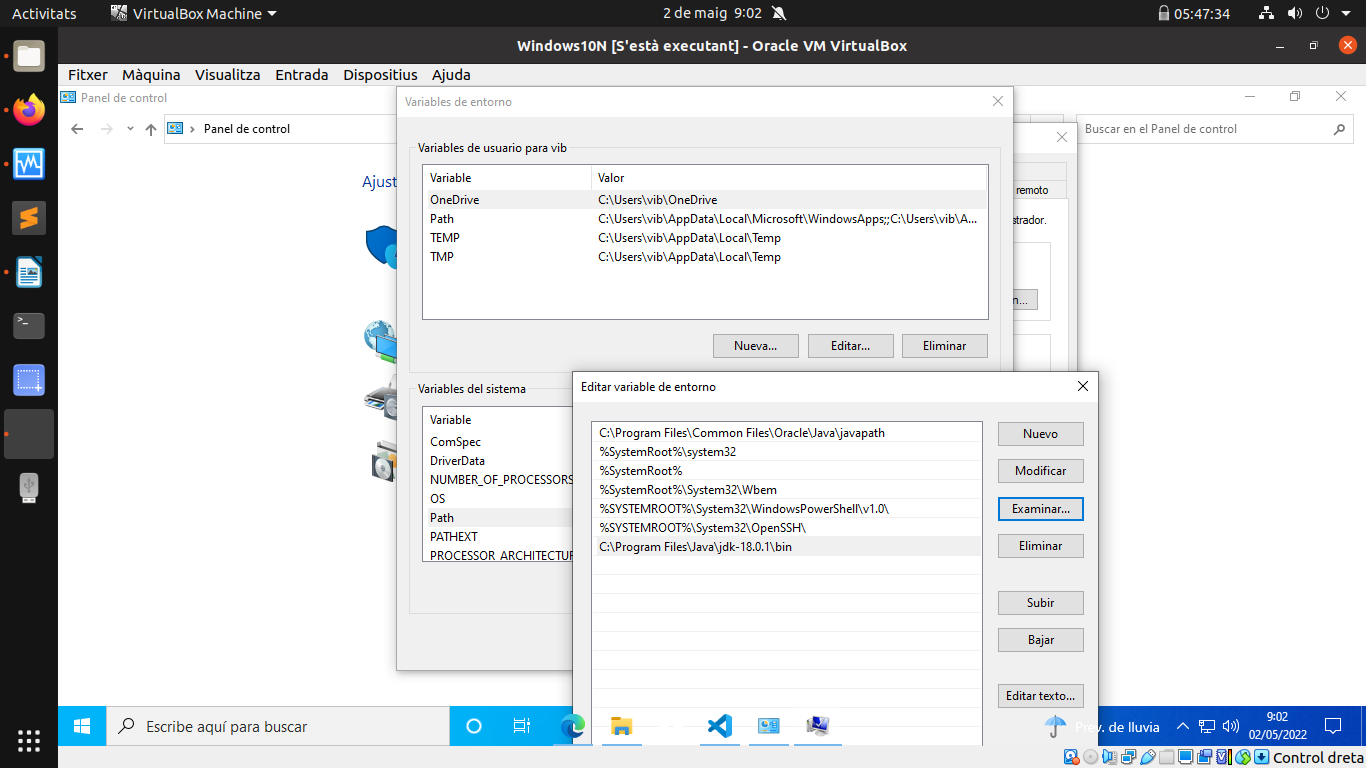 Activitats
VirtualBox Machine
2 de maig 9:02
05:47:34
Windows10N [S'està executant] - Oracle VM VirtualBox
Fitxer Màquina Visualitza Entrada Dispositius Ajuda
Panel de control
Panel de control
Buscar en el Panel de control
Ajust
Variables de entorno
Variables de usuario para vib
Variable Valor
OneDrive C:\Users\vib\OneDrive
Path C:\Users\vib\AppData\Local\Microsoft\WindowsApps;;C:\Users\vib\A...
TEMP C:\Users\vib\AppData\Local\Temp
TMP C:\Users\vib\AppData\Local\Temp
Nueva... Editar... Eliminar
remoto
strador.
n...
Variables del sistema
Variable
ComSpec
DriverData
NUMBER_OF_PROCESSORS
OS
Path
PATHEXT
PROCESSOR_ARCHITECTUR
Editar variable de entorno
C:\Program Files\Common Files\Oracle\Java\javapath
%SystemRoot%\system32
%SystemRoot%
%SystemRoot%\System32\Wbem
%SYSTEMROOT%\System32\WindowsPowerShell\v1.0\
%SYSTEMROOT%\System32\OpenSSH\
C:\Program Files\Java\jdk-18.0.1\bin
Nuevo
Modificar
Examinar...
Eliminar
Subir
Bajar
Editar texto...
Escribe aquí para buscar
Prev. de lluvia
9:02
02/05/2022
Control dreta